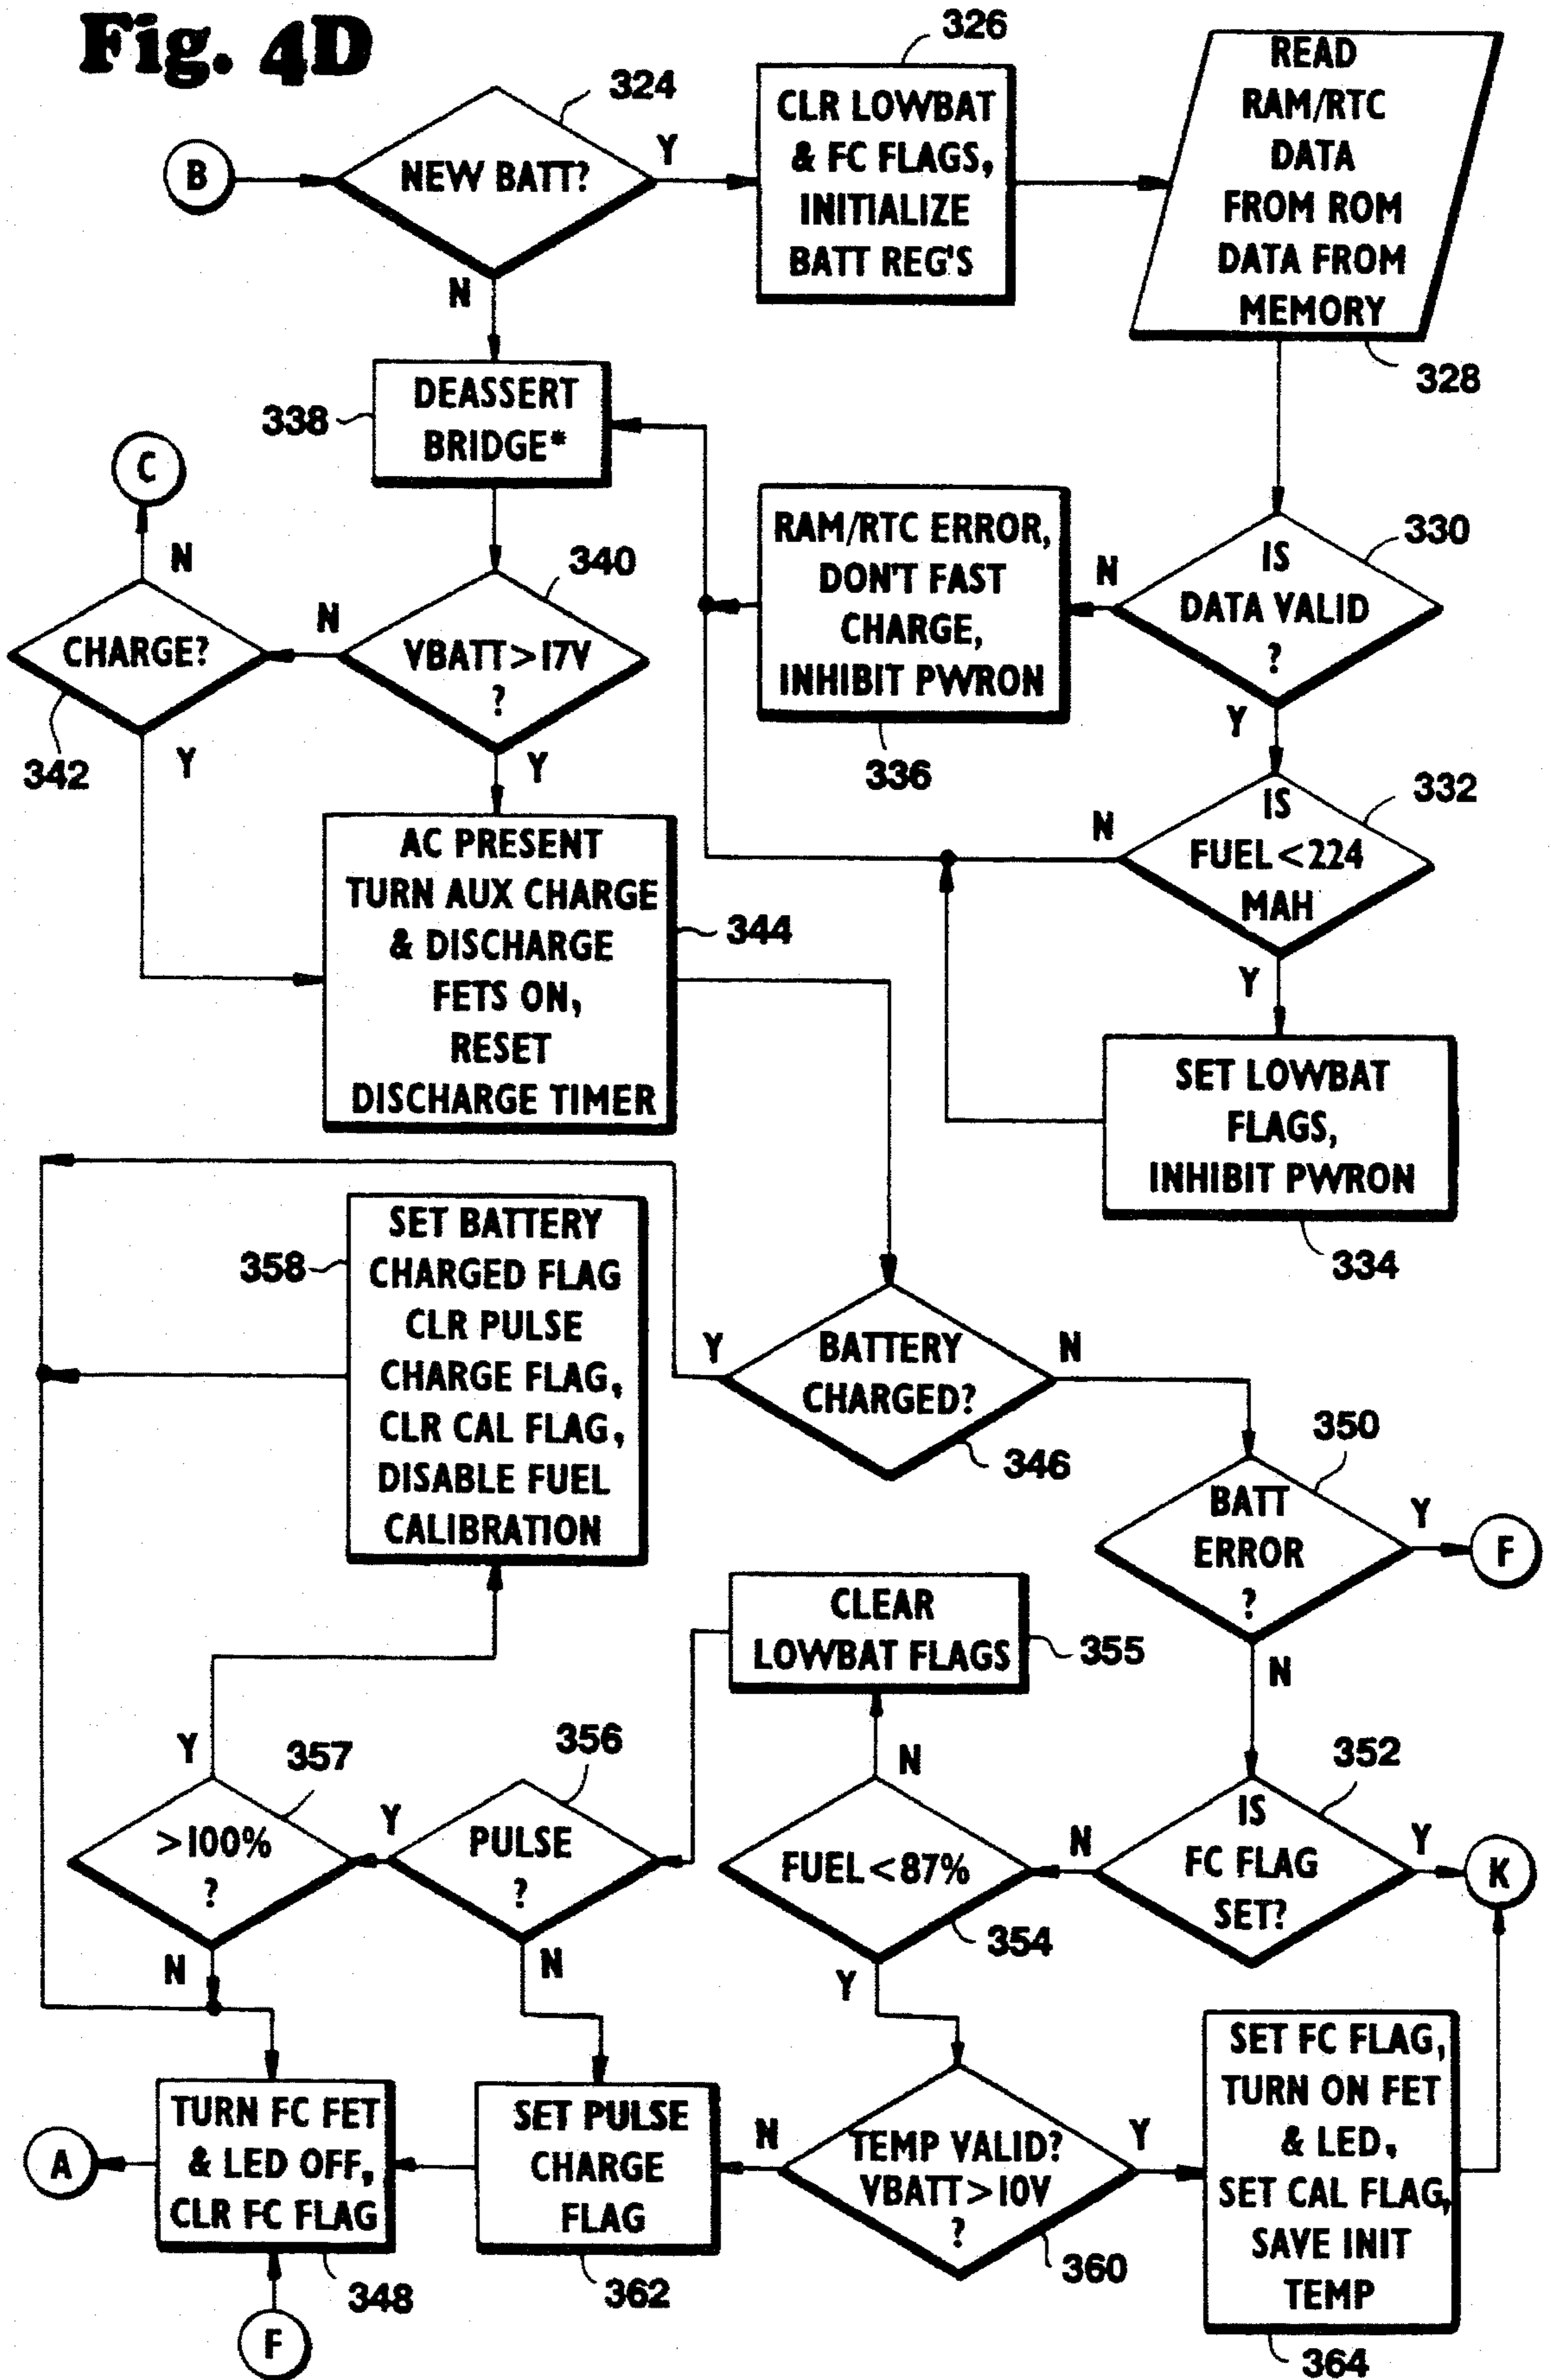 Fig. 4D
326
324
B
NEW BATT?
Y
N
CLR LOWBAT
& FC FLAGS,
INITIALIZE
BATT REG'S
READ
RAM/RTC
DATA
FROM ROM
DATA FROM
MEMORY
328
338
DEASSERT
BRIDGE*
C
N
340
VBATT>17V
?
N
Y
CHARGE?
342
Y
RAM/RTC ERROR,
DON'T FAST
CHARGE,
INHIBIT PWRON
336
330
IS
DATA VALID
?
N
Y
332
IS
FUEL<224
MAH
N
Y
AC PRESENT
TURN AUX CHARGE
& DISCHARGE
FETS ON,
RESET
DISCHARGE TIMER
344
SET LOWBAT
FLAGS,
INHIBIT PWRON
334
358
SET BATTERY
CHARGED FLAG
CLR PULSE
CHARGE FLAG,
CLR CAL FLAG,
DISABLE FUEL
CALIBRATION
Y
BATTERY
CHARGED?
N
346
350
BATT
ERROR
?
Y
F
N
CLEAR
LOWBAT FLAGS
355
Y
357
>100%
?
N
356
Y
PULSE
?
N
N
FUEL<87%
354
Y
N
352
IS
FC FLAG
SET?
Y
K
A
TURN FC FET
& LED OFF,
CLR FC FLAG
348
F
SET PULSE
CHARGE
FLAG
362
N
TEMP VALID?
VBATT>10V
?
360
Y
SET FC FLAG,
TURN ON FET
& LED,
SET CAL FLAG,
SAVE INIT
TEMP
364